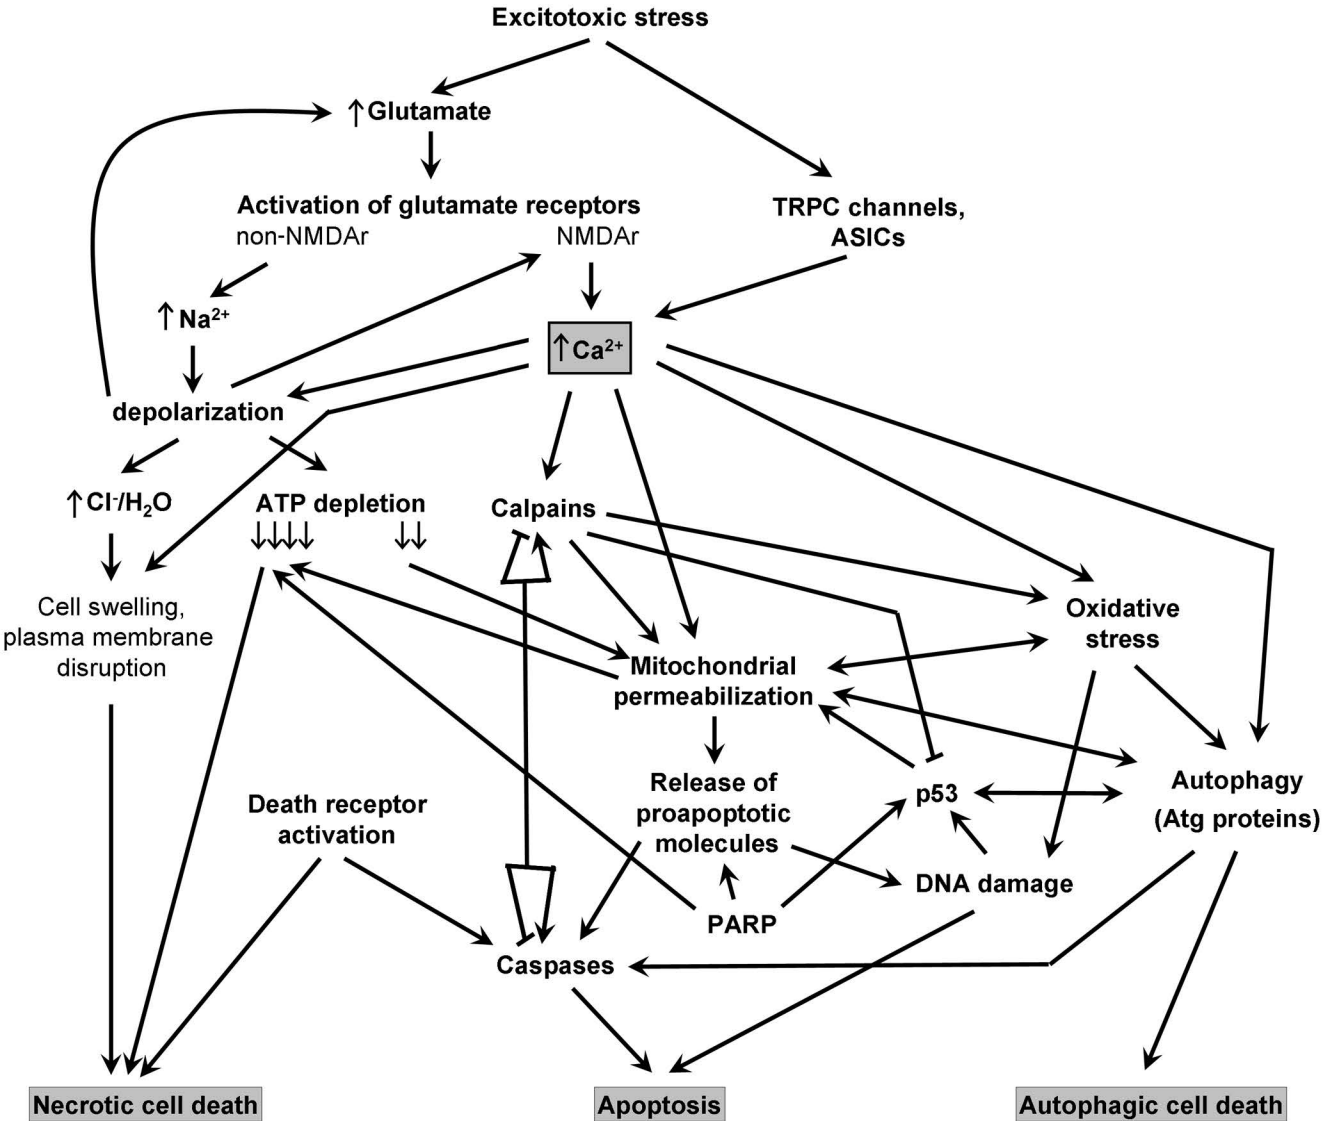 Excitotoxic stress
↑Glutamate
Activation of glutamate receptors
non-NMDAr NMDAr
TRPC channels,
ASICs
↑Na²⁺
↑Ca²⁺
depolarization
↑Cl⁻/H₂O
ATP depletion
↓↓↓↓ ↓↓
Calpains
Cell swelling,
plasma membrane
disruption
Oxidative
stress
Mitochondrial
permeabilization
Release of
proapoptotic
molecules
p53
Autophagy
(Atg proteins)
Death receptor
activation
DNA damage
PARP
Caspases
Necrotic cell death
Apoptosis
Autophagic cell death